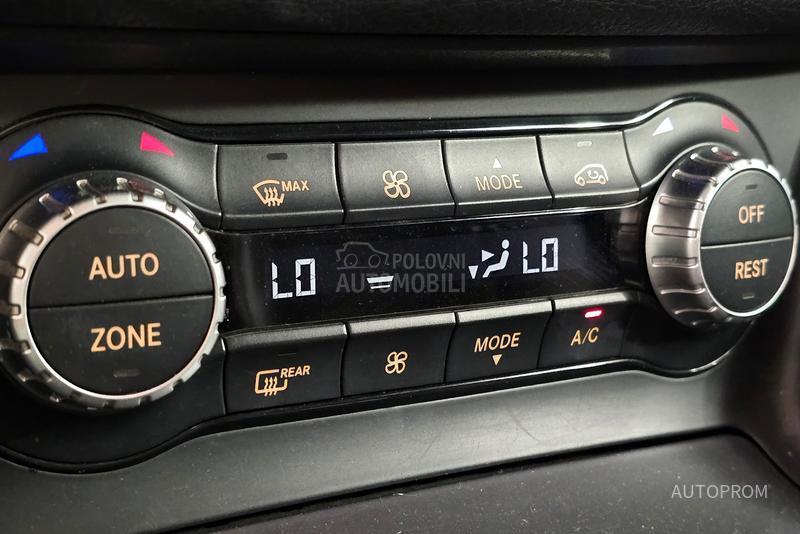 MAX
MODE
AUTO
ZONE
LO
POLOVNI
AUTOMOBILI
LO
OFF
REST
REAR
MODE
A/C
AUTOPROM